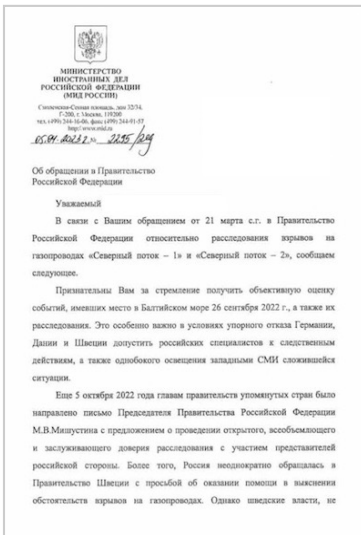 МИНИСТЕРСТВО
ИНОСТРАННЫХ ДЕЛ
РОССИЙСКОЙ ФЕДЕРАЦИИ
(МИД РОССИИ)
Смоленская-Сенная площадь, дом 32/34,
Г-200, г. Москва, 119200
тел. (499) 244-16-06, факс (499) 244-91-57
http://www.mid.ru
05.04.2023 г. № 2295/
Об обращении в Правительство
Российской Федерации
Уважаемый
В связи с Вашим обращением от 21 марта с.г. в Правительство
Российской Федерации относительно расследования взрывов на
газопроводах «Северный поток – 1» и «Северный поток – 2», сообщаем
следующее.
Признательны Вам за стремление получить объективную оценку
событий, имевших место в Балтийском море 26 сентября 2022 г., а также их
расследования. Это особенно важно в условиях упорного отказа Германии,
Дании и Швеции допустить российских специалистов к следственным
действиям, а также однобокого освещения западными СМИ сложившейся
ситуации.
Еще 5 октября 2022 года главам правительств упомянутых стран было
направлено письмо Председателя Правительства Российской Федерации
М.В.Мишустина с предложением о проведении открытого, всеобъемлющего
и заслуживающего доверия расследования с участием представителей
российской стороны. Более того, Россия неоднократно обращалась в
Правительство Швеции с просьбой об оказании помощи в выяснении
обстоятельств взрывов на газопроводах. Однако шведские власти, не